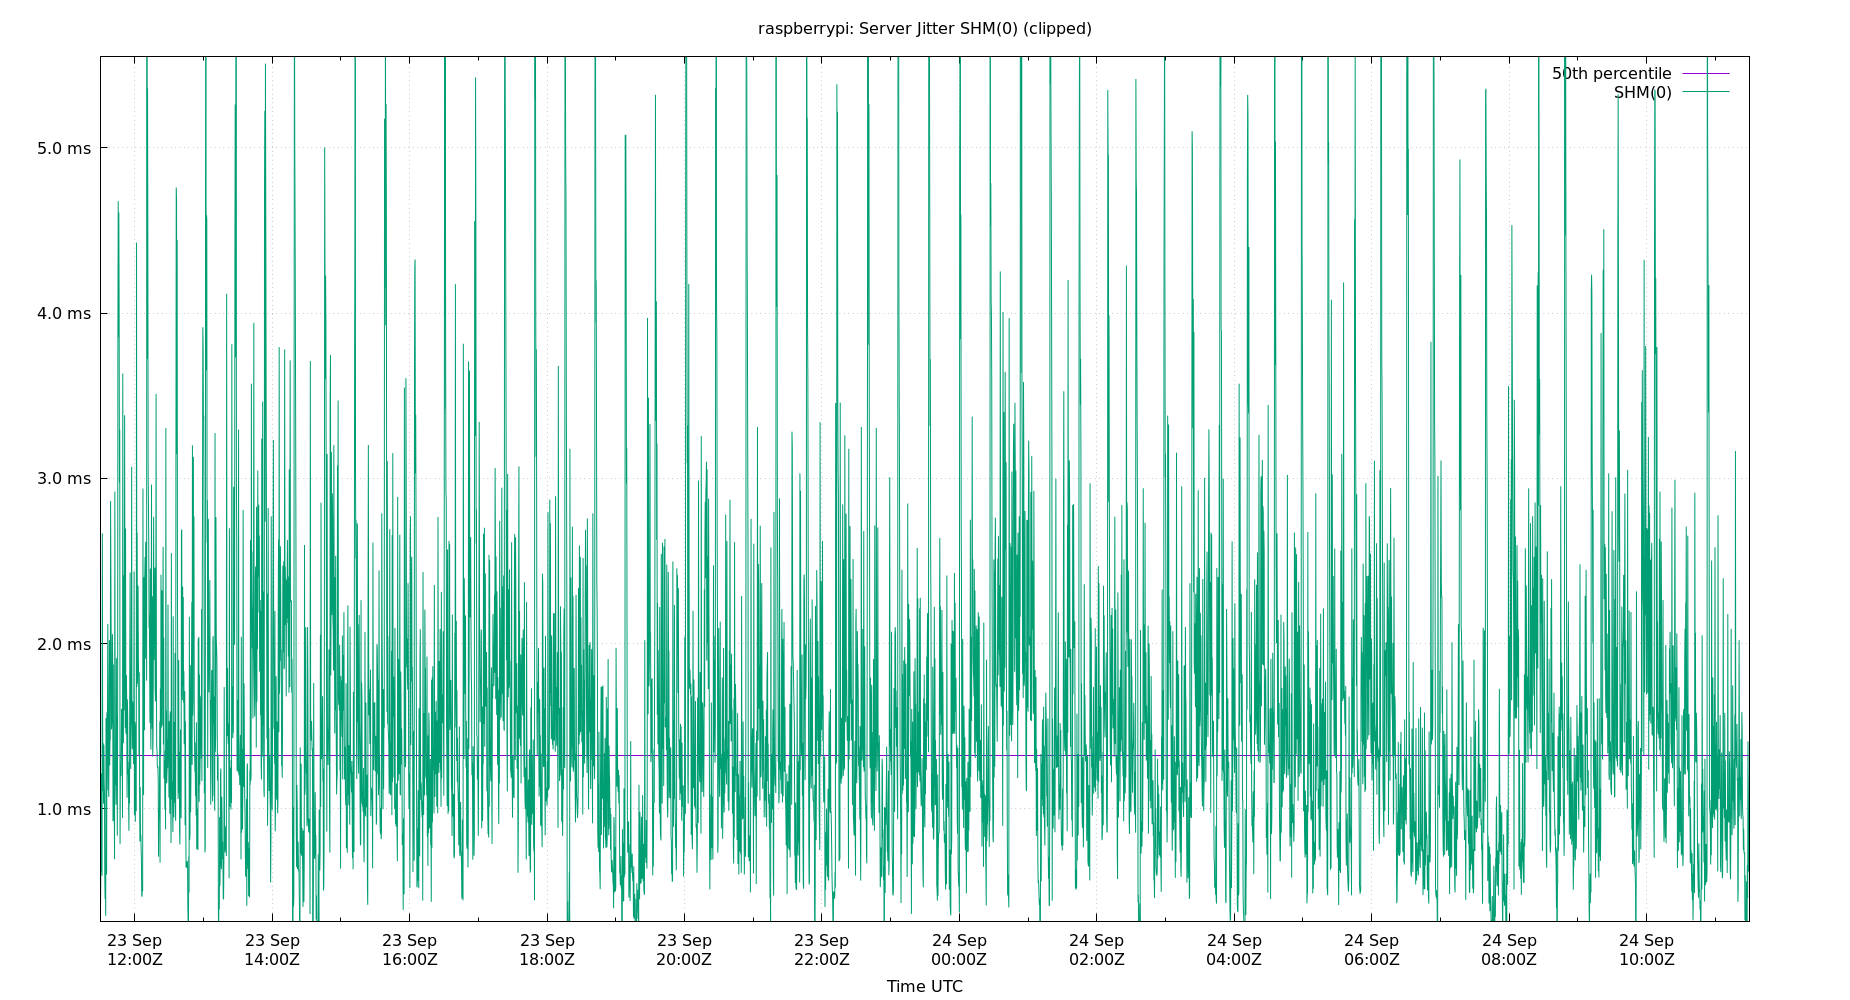 raspberrypi: Server Jitter SHM(0) (clipped)
50th percentile
SHM(0)
5.0 ms
4.0 ms
3.0 ms
2.0 ms
1.0 ms
23 Sep 23 Sep 23 Sep 23 Sep 23 Sep 23 Sep 24 Sep 24 Sep 24 Sep 24 Sep 24 Sep 24 Sep
12:00Z 14:00Z 16:00Z 18:00Z 20:00Z 22:00Z 00:00Z 02:00Z 04:00Z 06:00Z 08:00Z 10:00Z
Time UTC